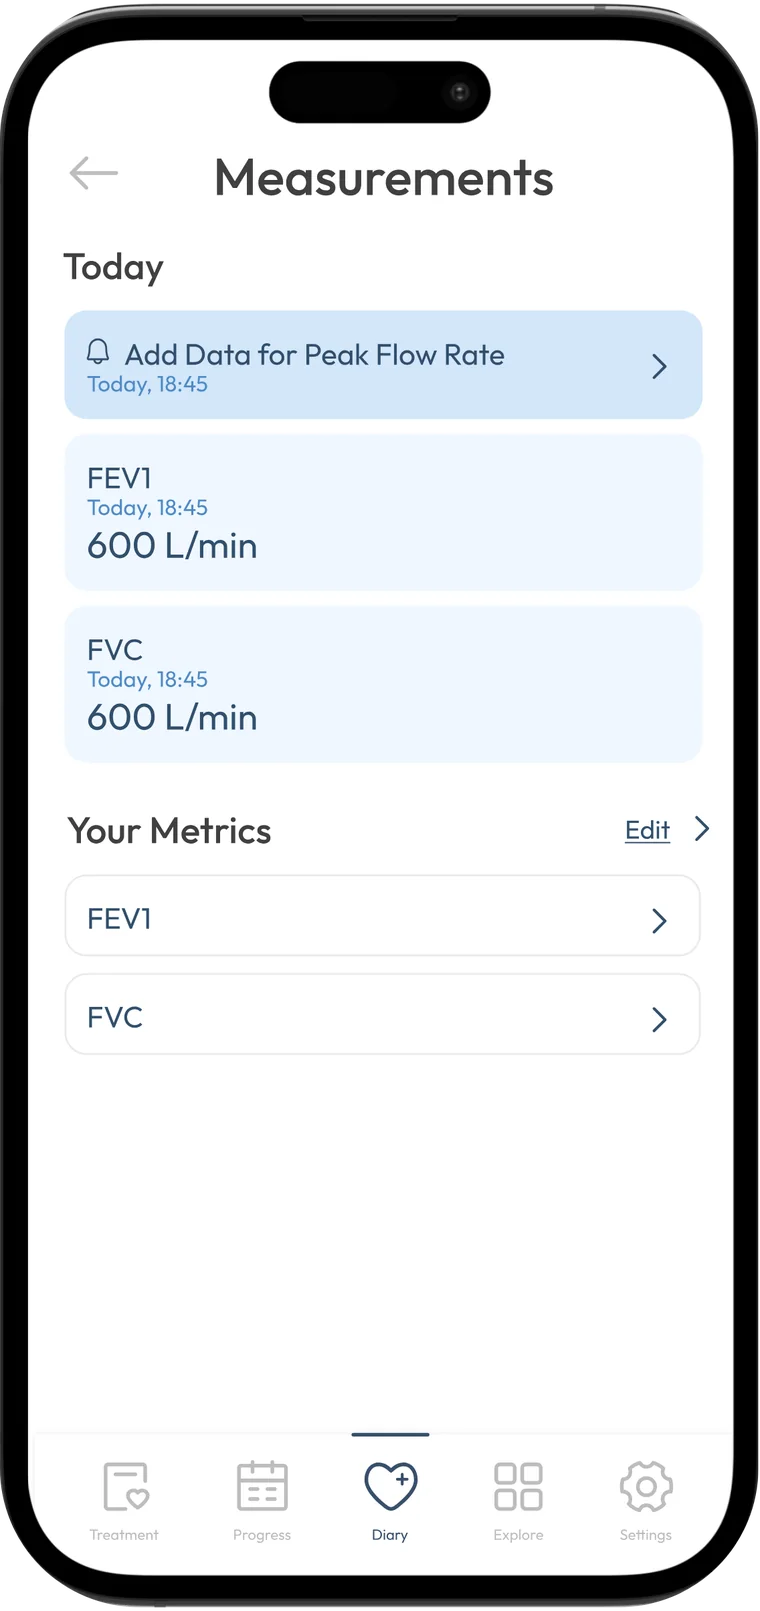 Measurements
Today
Add Data for Peak Flow Rate
Today, 18:45
FEV1
Today, 18:45
600 L/min
FVC
Today, 18:45
600 L/min
Your Metrics
Edit
FEV1
FVC
Treatment
Progress
Diary
Explore
Settings